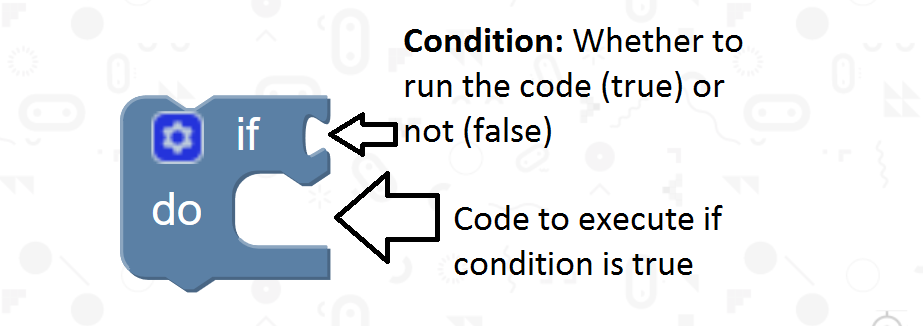 Condition: Whether to
run the code (true) or
not (false)
if
do
Code to execute if
condition is true